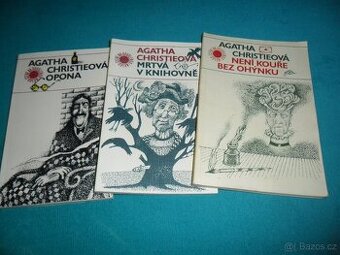 AGATHA
CHRISTIEOVÁ
OPONA
AGATHA
CHRISTIEOVÁ
MRTVÁ
V KNIHOVNĚ
AGATHA
CHRISTIEOVÁ
NENÍ KOUŘE
BEZ OHÝNKU
Bazos.cz